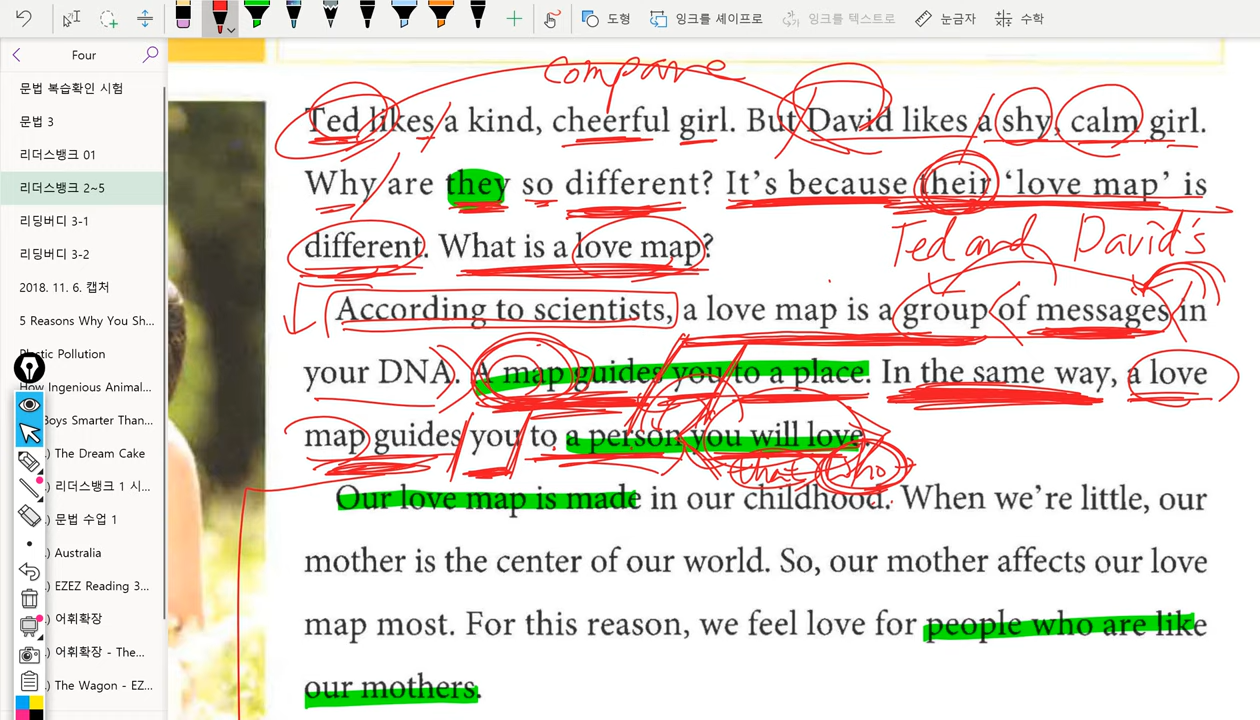 도형
잉크를 셰이프로
잉크를 텍스트로
눈금자
수학
Four
문법 복습확인 시험
문법 3
리더스뱅크 01
리더스뱅크 2~5
리딩버디 3-1
리딩버디 3-2
2018. 11. 6. 캡처
5 Reasons Why You Sh...
Plastic Pollution
How Ingenious Animal...
Boys Smarter Than...
.) The Dream Cake
.) 리더스뱅크 1 시...
.) 문법 수업 1
.) Australia
.) EZEZ Reading 3...
.) 어휘확장
.) 어휘확장 - The...
.) The Wagon - EZ...
compare
Ted likes a kind, cheerful girl. But David likes a shy, calm girl.
Why are they so different? It's because their 'love map' is
different. What is a love map?
Ted and David's
According to scientists, a love map is a group of messages in
your DNA. A map guides you to a place. In the same way, a love
map guides you to a person you will love.
that who
Our love map is made in our childhood. When we're little, our
mother is the center of our world. So, our mother affects our love
map most. For this reason, we feel love for people who are like
our mothers.